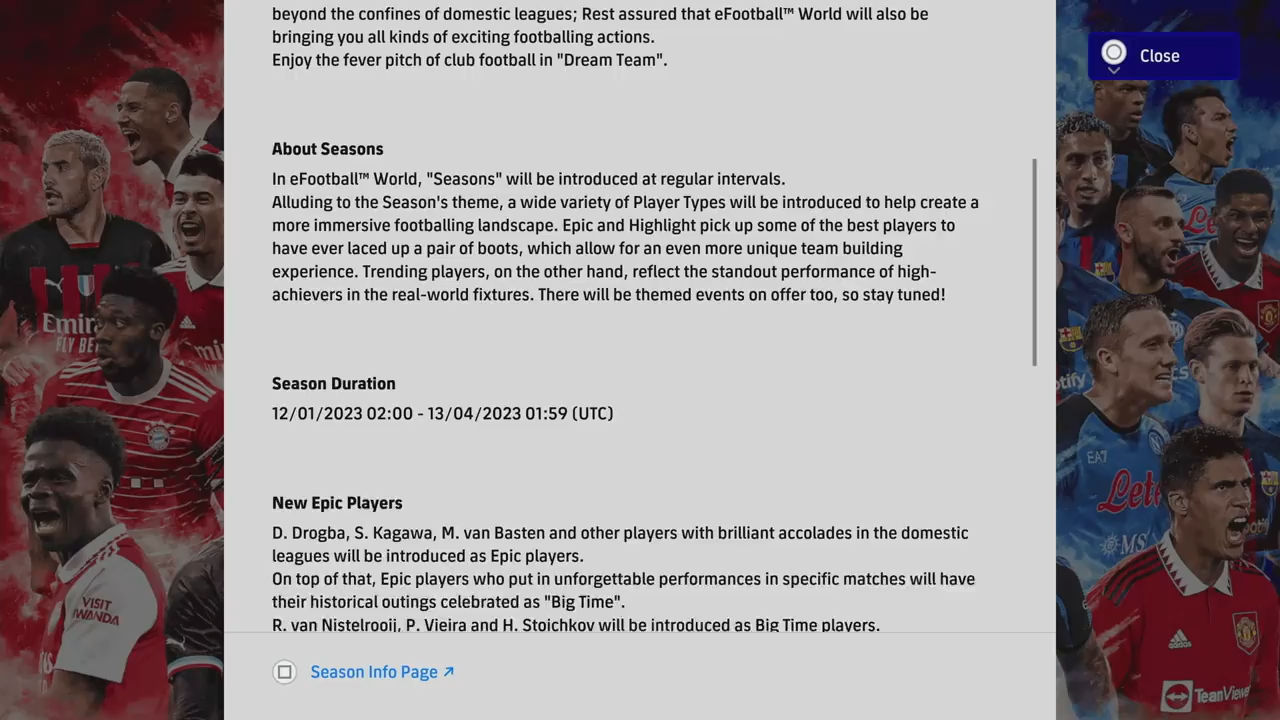 beyond the confines of domestic leagues; Rest assured that eFootball™ World will also be
bringing you all kinds of exciting footballing actions.
Enjoy the fever pitch of club football in "Dream Team".
Close
About Seasons
In eFootball™ World, "Seasons" will be introduced at regular intervals.
Alluding to the Season's theme, a wide variety of Player Types will be introduced to help create a
more immersive footballing landscape. Epic and Highlight pick up some of the best players to
have ever laced up a pair of boots, which allow for an even more unique team building
experience. Trending players, on the other hand, reflect the standout performance of high-
achievers in the real-world fixtures. There will be themed events on offer too, so stay tuned!
Season Duration
12/01/2023 02:00 - 13/04/2023 01:59 (UTC)
New Epic Players
D. Drogba, S. Kagawa, M. van Basten and other players with brilliant accolades in the domestic
leagues will be introduced as Epic players.
On top of that, Epic players who put in unforgettable performances in specific matches will have
their historical outings celebrated as "Big Time".
R. van Nistelrooij, P. Vieira and H. Stoichkov will be introduced as Big Time players.
Season Info Page
VISIT
EA7
MS
TeamViewer
adidas